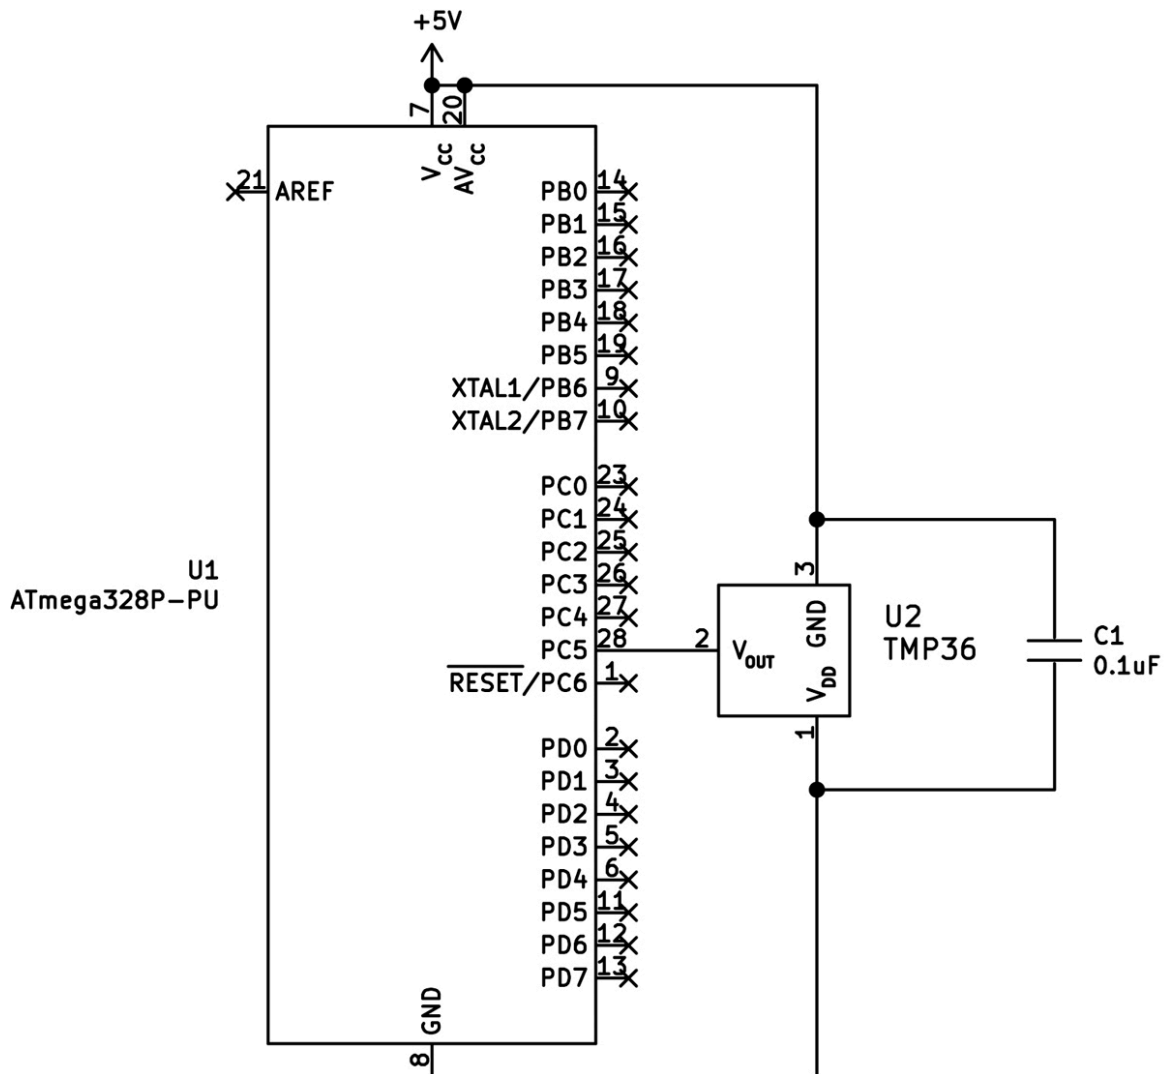 +5V
7
20
VCC
AVCC
21
AREF
PB0
14
PB1
15
PB2
16
PB3
17
PB4
18
PB5
19
XTAL1/PB6
9
XTAL2/PB7
10
PC0
23
PC1
24
PC2
25
PC3
26
PC4
27
PC5
28
RESET/PC6
1
PD0
2
PD1
3
PD2
4
PD3
5
PD4
6
PD5
11
PD6
12
PD7
13
GND
8
U1
ATmega328P-PU
2
VOUT
3
GND
VDD
1
U2
TMP36
C1
0.1uF